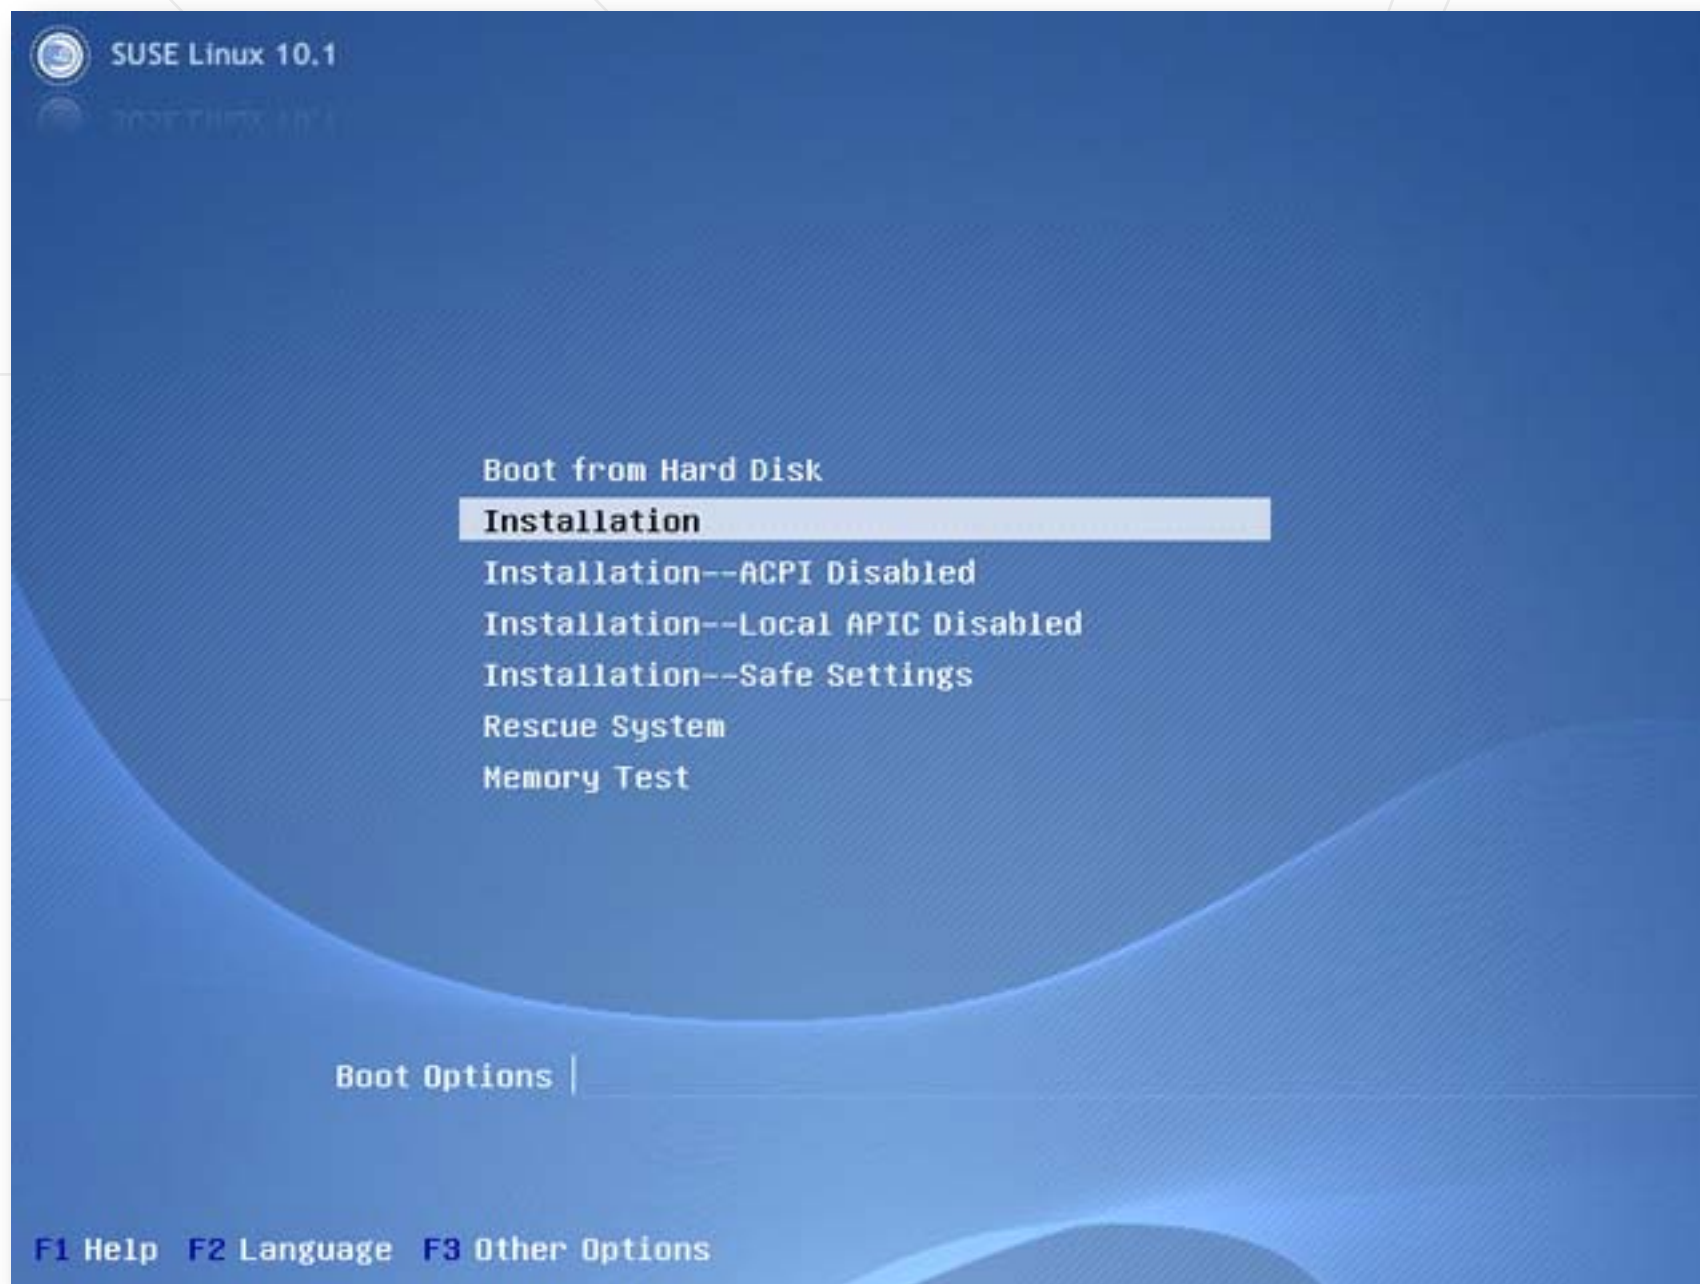 SUSE Linux 10.1
Boot from Hard Disk
Installation
Installation--ACPI Disabled
Installation--Local APIC Disabled
Installation--Safe Settings
Rescue System
Memory Test
Boot Options
F1 Help F2 Language F3 Other Options